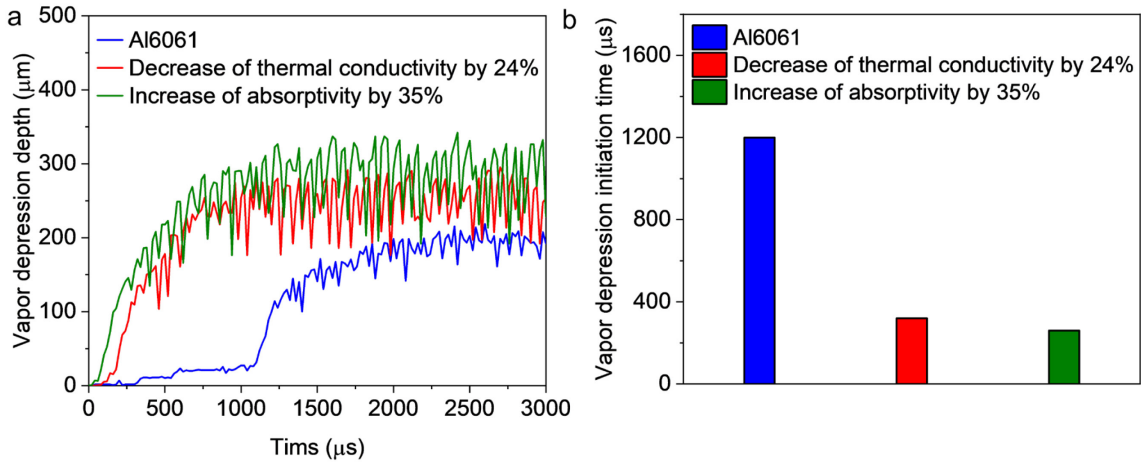 a
Vapor depression depth (μm)
500
400
300
200
100
0
Al6061
Decrease of thermal conductivity by 24%
Increase of absorptivity by 35%
0
500
1000
1500
2000
2500
3000
Tims (μs)
b
Vapor depression initiation time (μs)
1600
1200
800
400
0
Al6061
Decrease of thermal conductivity by 24%
Increase of absorptivity by 35%